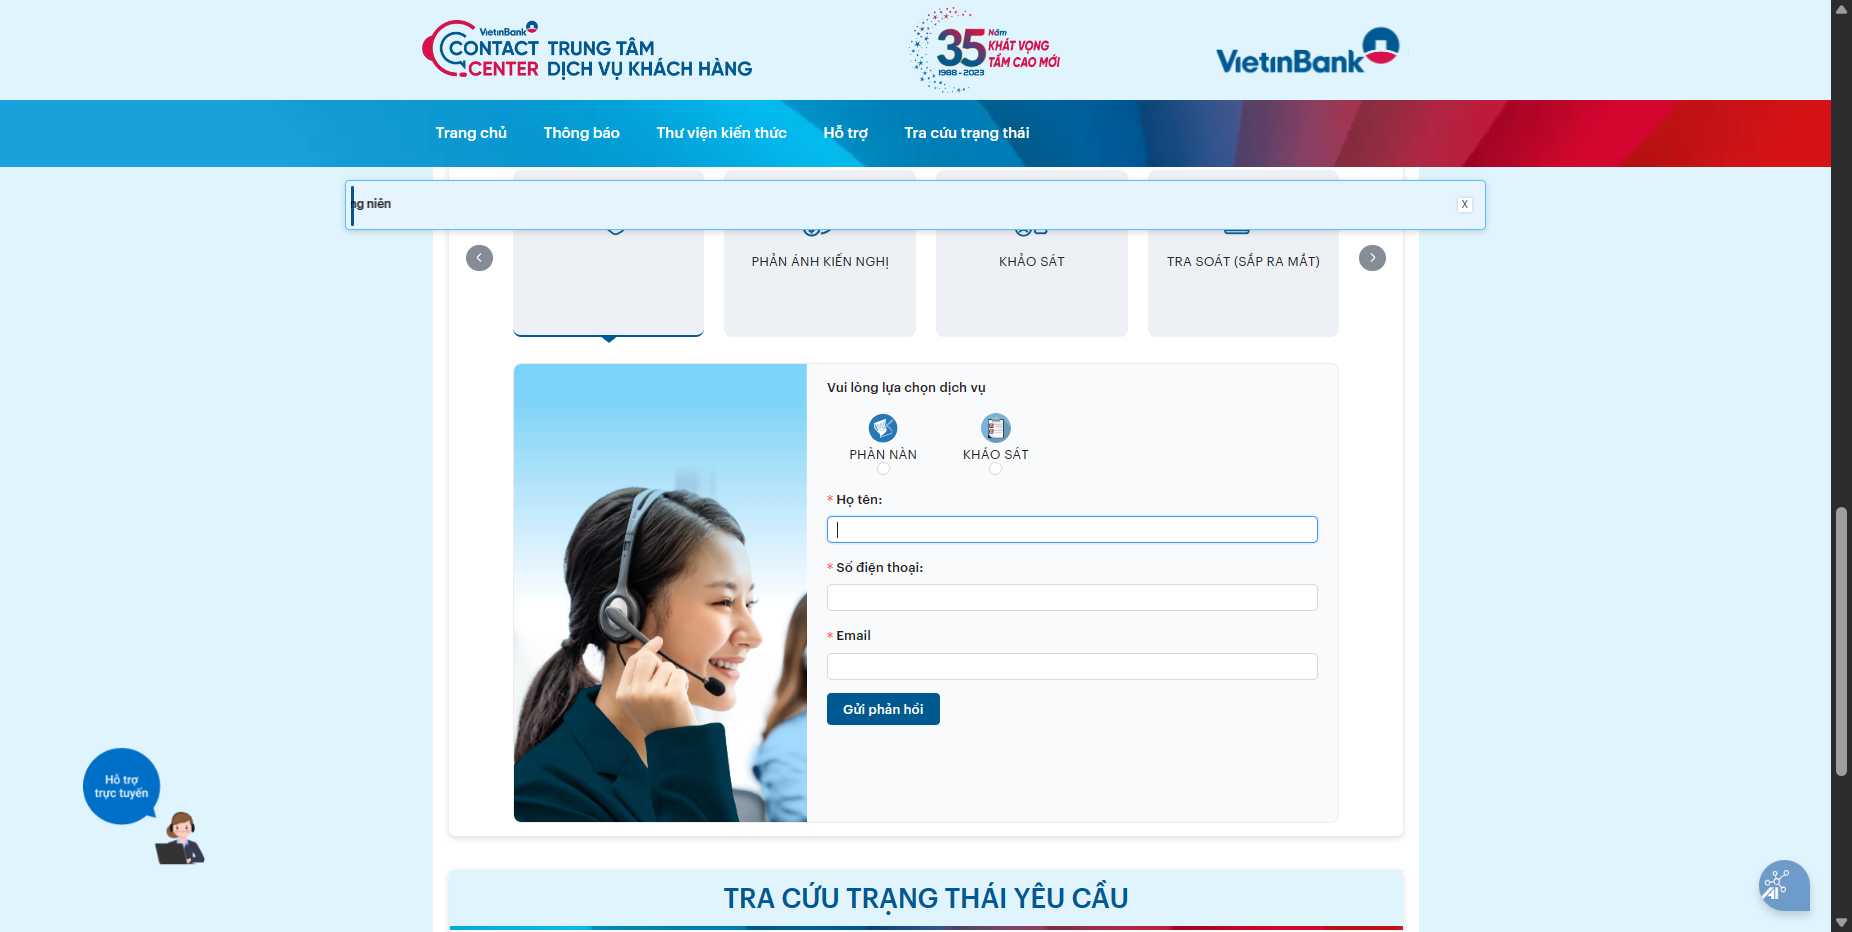 VietinBank
CONTACT CENTER
TRUNG TÂM DỊCH VỤ KHÁCH HÀNG
35 Năm
KHÁT VỌNG
TẦM CAO MỚI
1988 - 2023
VietinBank
Trang chủ
Thông báo
Thư viện kiến thức
Hỗ trợ
Tra cứu trạng thái
ng niên
X
PHẢN ÁNH KIẾN NGHỊ
KHẢO SÁT
TRA SOÁT (SẮP RA MẮT)
Vui lòng lựa chọn dịch vụ
PHÀN NÀN
KHẢO SÁT
* Họ tên:
* Số điện thoại:
* Email
Gửi phản hồi
Hỗ trợ
trực tuyến
AI
TRA CỨU TRẠNG THÁI YÊU CẦU